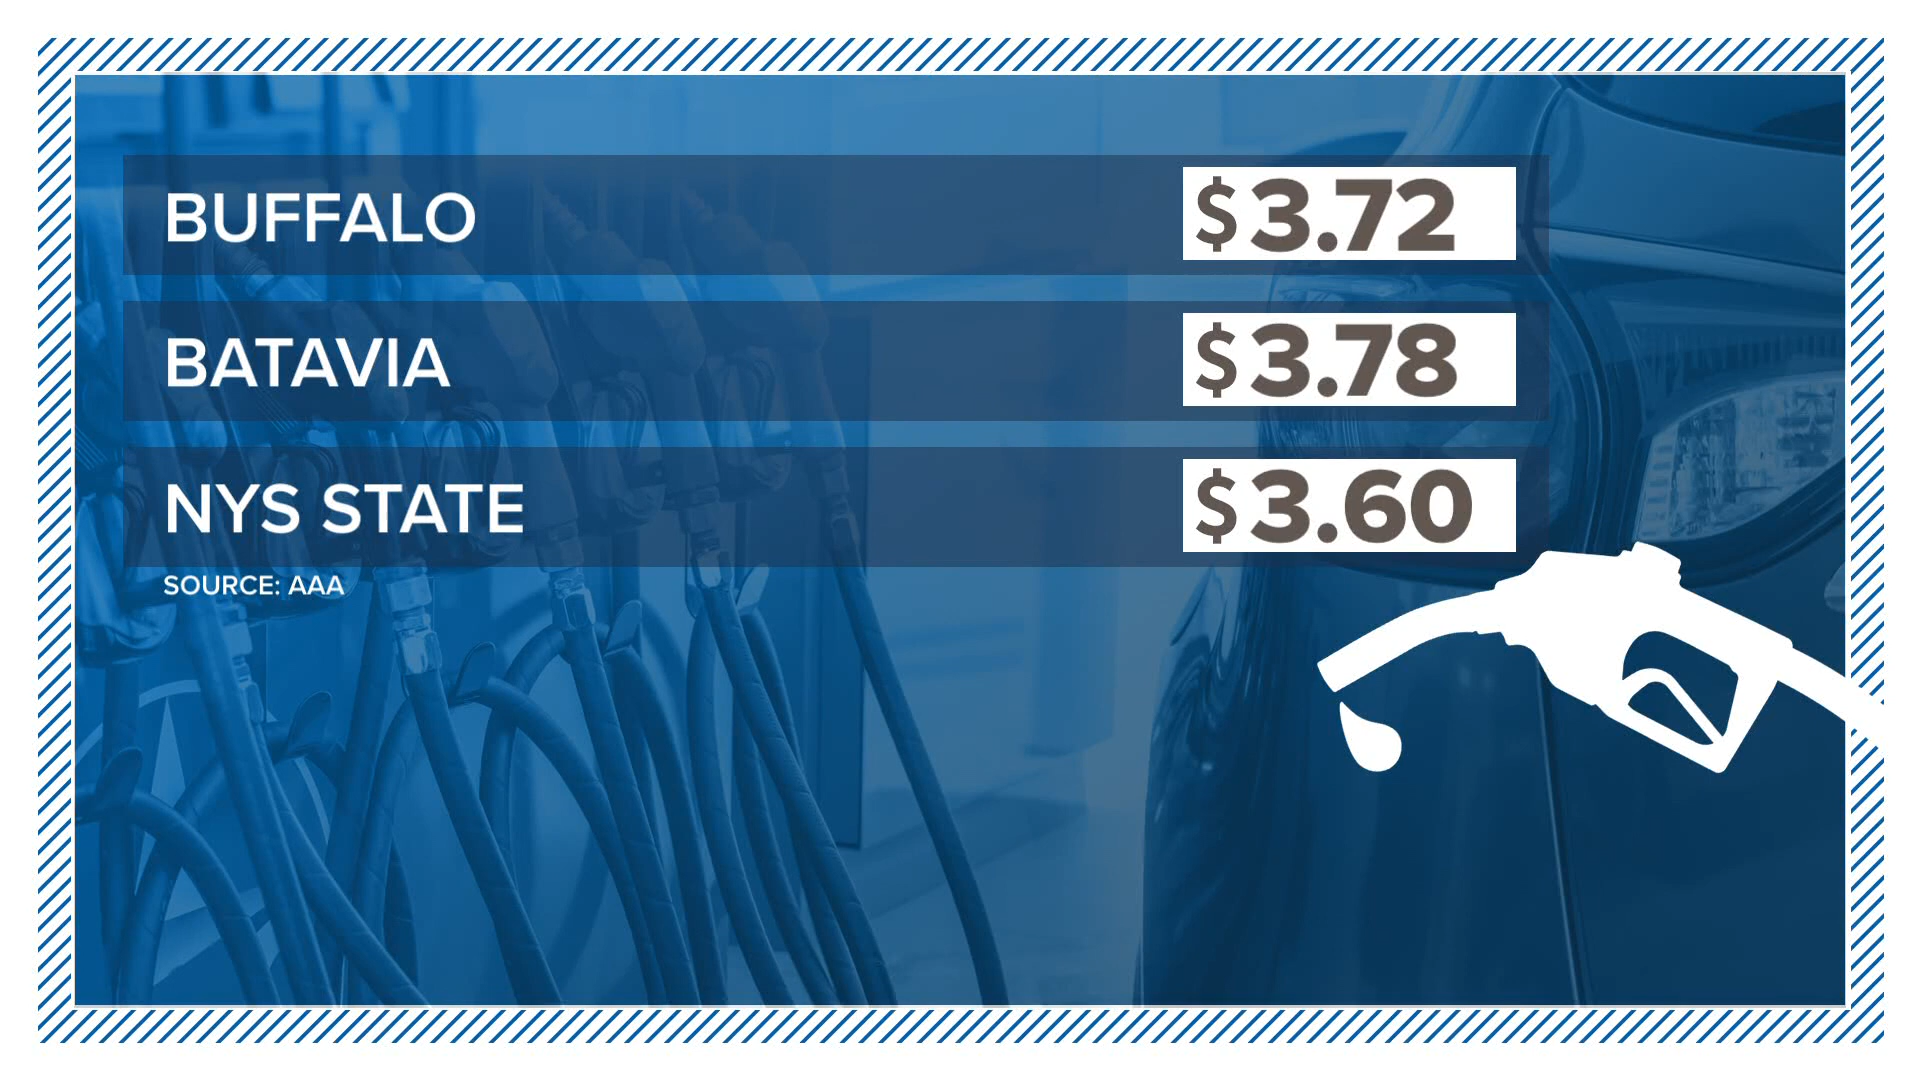 BUFFALO $3.72
BATAVIA $3.78
NYS STATE $3.60
SOURCE: AAA